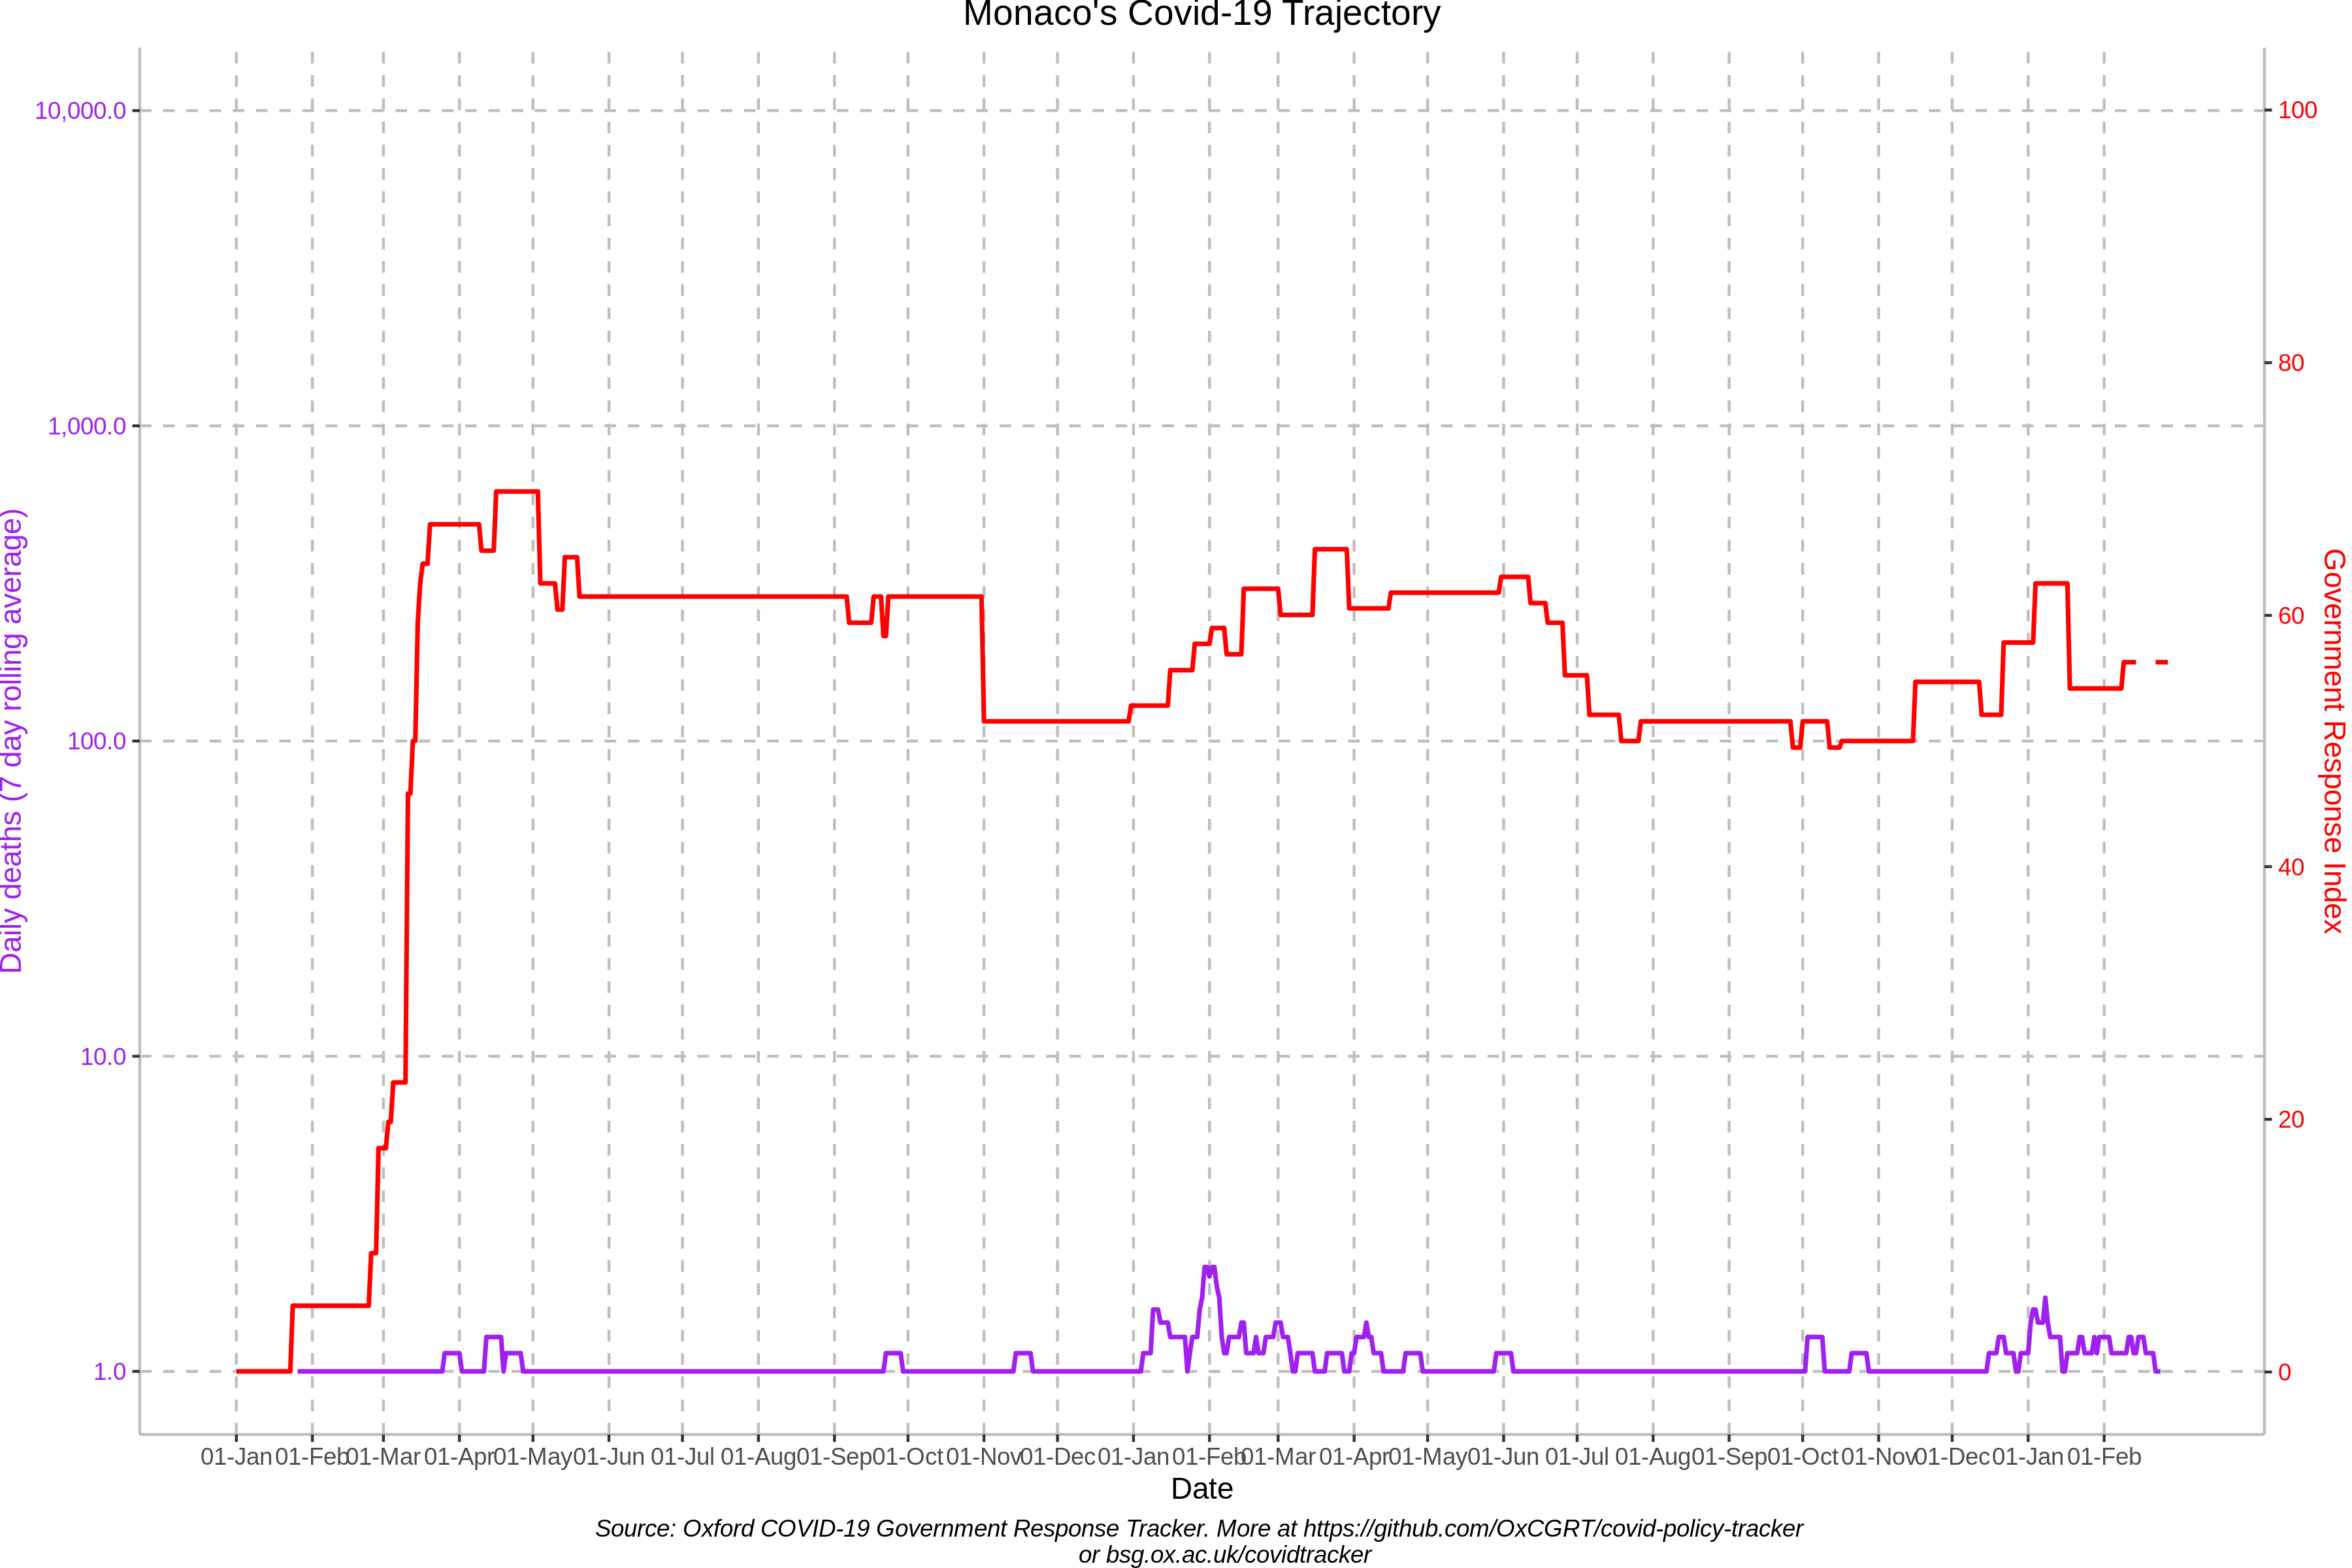 Monaco's Covid-19 Trajectory
10,000.0
1,000.0
100.0
10.0
1.0
Daily deaths (7 day rolling average)
100
80
60
40
20
0
Government Response Index
01-Jan 01-Feb 01-Mar 01-Apr 01-May 01-Jun 01-Jul 01-Aug 01-Sep 01-Oct 01-Nov 01-Dec 01-Jan 01-Feb 01-Mar 01-Apr 01-May 01-Jun 01-Jul 01-Aug 01-Sep 01-Oct 01-Nov 01-Dec 01-Jan 01-Feb
Date
Source: Oxford COVID-19 Government Response Tracker. More at https://github.com/OxCGRT/covid-policy-tracker
or bsg.ox.ac.uk/covidtracker